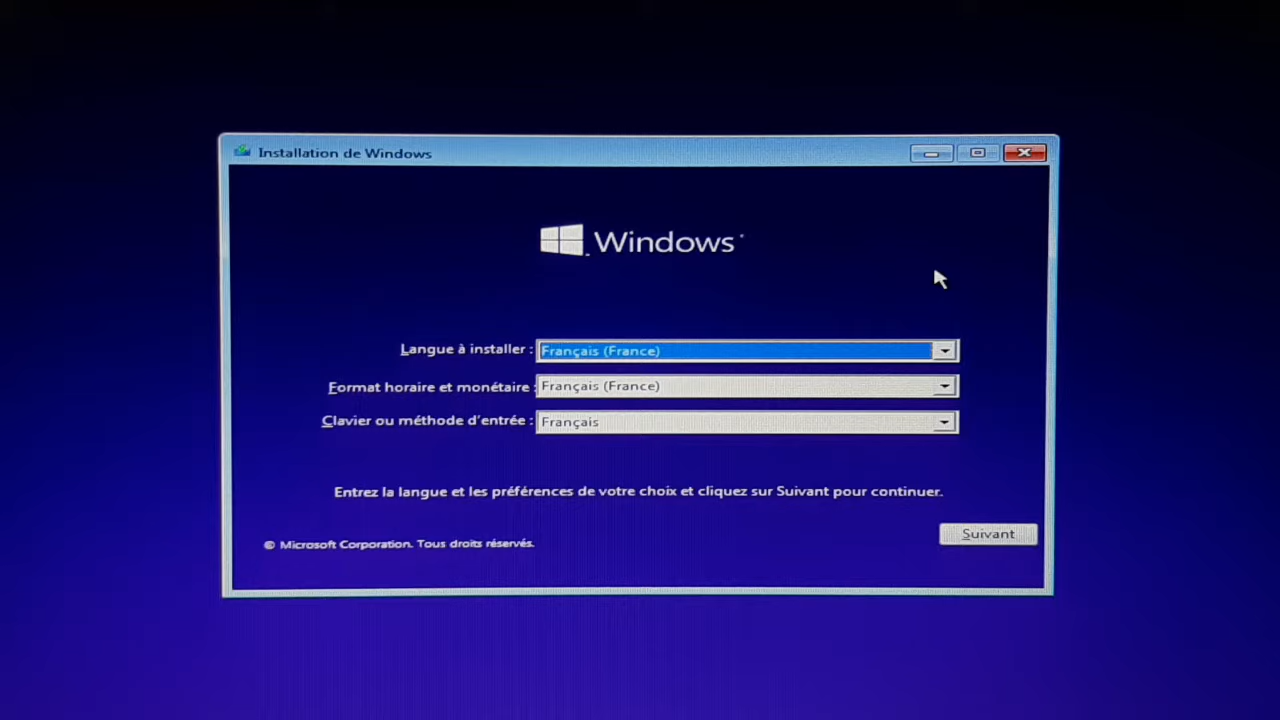 Installation de Windows
Windows
Langue à installer : Français (France)
Format horaire et monétaire : Français (France)
Clavier ou méthode d'entrée : Français
Entrez la langue et les préférences de votre choix et cliquez sur Suivant pour continuer.
Suivant
© Microsoft Corporation. Tous droits réservés.